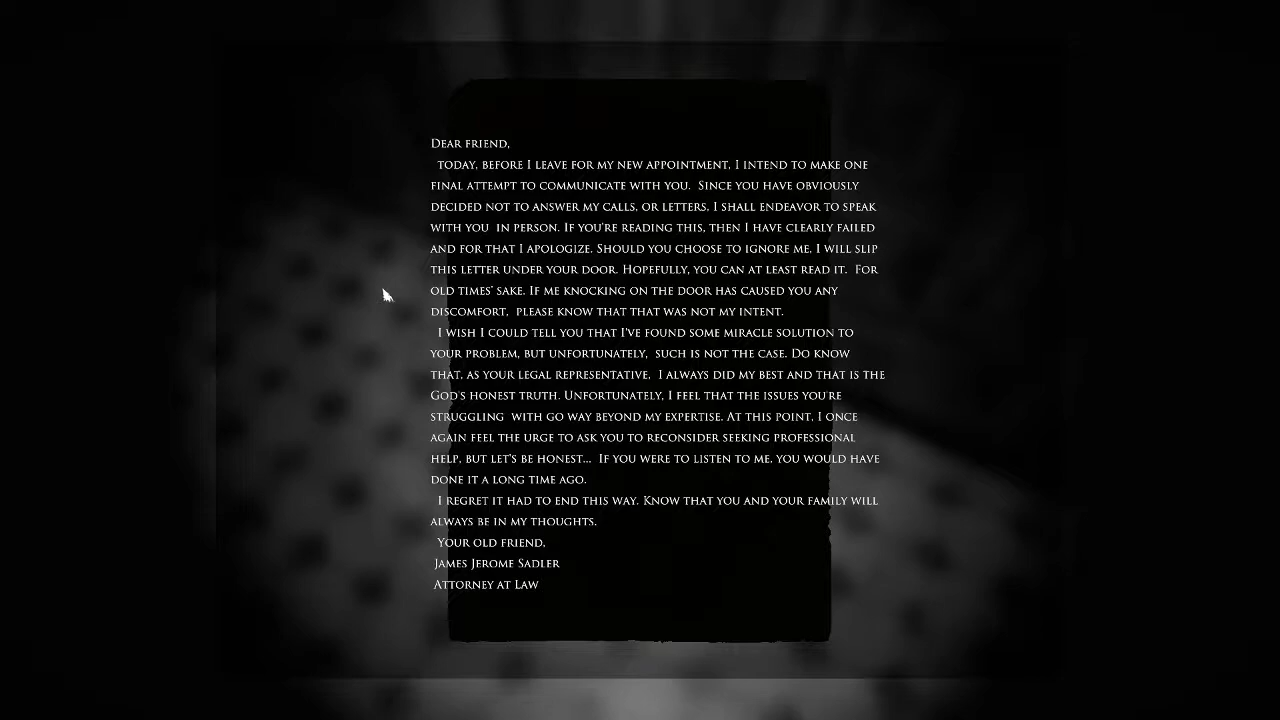 Dear friend,
today, before I leave for my new appointment, I intend to make one
final attempt to communicate with you. Since you have obviously
decided not to answer my calls, or letters, I shall endeavor to speak
with you in person. If you're reading this, then I have clearly failed
and for that I apologize. Should you choose to ignore me, I will slip
this letter under your door. Hopefully, you can at least read it. For
old times' sake. If me knocking on the door has caused you any
discomfort, please know that that was not my intent.
I wish I could tell you that I've found some miracle solution to
your problem, but unfortunately, such is not the case. Do know
that, as your legal representative, I always did my best and that is the
God's honest truth. Unfortunately, I feel that the issues you're
struggling with go way beyond my expertise. At this point, I once
again feel the urge to ask you to reconsider seeking professional
help, but let's be honest... If you were to listen to me, you would have
done it a long time ago.
I regret it had to end this way. Know that you and your family will
always be in my thoughts.
Your old friend,
James Jerome Sadler
Attorney at Law